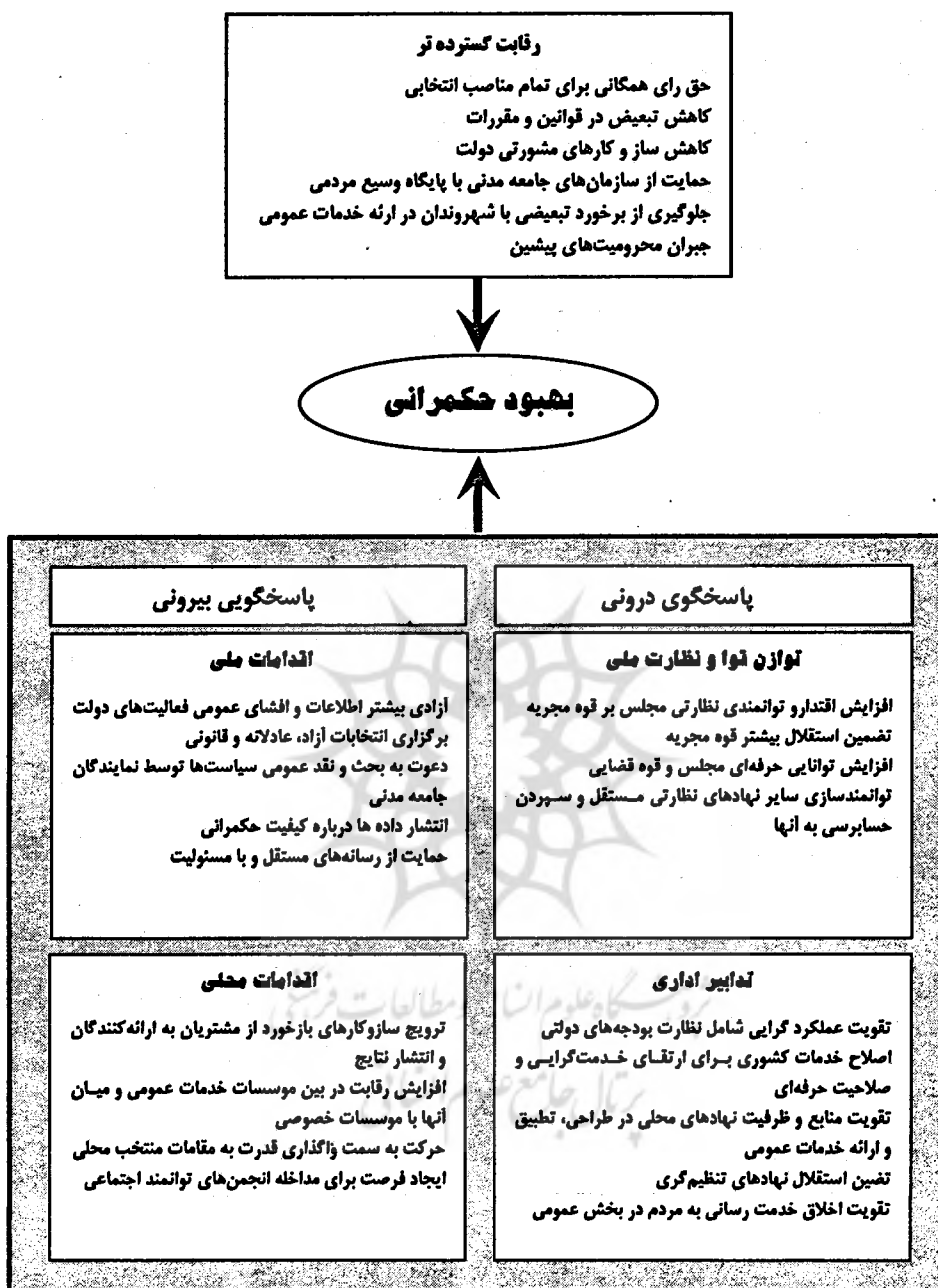 رقابت گسترده تر
حق رای همگانی برای تمام مناصب انتخابی
کاهش تبعیض در قوانین و مقررات
کاهش ساز و کارهای مشورتی دولت
حمایت از سازمان‌های جامعه مدنی با پایگاه وسیع مردمی
جلوگیری از برخورد تبعیضی با شهروندان در ارئه خدمات عمومی
جبران محرومیت‌های پیشین
بهبود حکمرانی
پاسخگوی درونی
توازن قوا و نظارت ملی
افزایش اقتدارو توانمندی نظارتی مجلس بر قوه مجریه
تضمین استقلال بیشتر قوه مجریه
افزایش توانایی حرفه‌ای مجلس و قوه قضایی
توانمندسازی سایر نهادهای نظارتی مستقل و سپردن
حسابرسی به آنها
پاسخگویی بیرونی
اقدامات ملی
آزادی بیشتر اطلاعات و افشای عمومی فعالیت‌های دولت
برگزاری انتخابات آزاد، عادلانه و قانونی
دعوت به بحث و نقد عمومی سیاست‌ها توسط نمایندگان
جامعه مدنی
انتشار داده ها درباره کیفیت حکمرانی
حمایت از رسانه‌های مستقل و با مسئولیت
تدابیر اداری
تقویت عملکرد گرایی شامل نظارت بودجه‌های دولتی
اصلاح خدمات کشوری برای ارتقای خدمت‌گرایی و
صلاحیت حرفه‌ای
تقویت منابع و ظرفیت نهادهای محلی در طراحی، تطبیق
و ارائه خدمات عمومی
تضین استقلال نهادهای تنظیم‌گری
تقویت اخلاق خدمت رسانی به مردم در بخش عمومی
اقدامات محلی
ترویج سازوکارهای بازخورد از مشتریان به ارائه‌کنندگان
و انتشار نتایج
افزایش رقابت در بین موسسات خدمات عمومی و میان
آنها با موسسات خصوصی
حرکت به سمت واگذاری قدرت به مقامات منتخب محلی
ایجاد فرصت برای مداخله انجمن‌های توانمند اجتماعی
پژوهشگاه علوم انسانی و مطالعات فرهنگی
پرتال جامع علوم انسانی